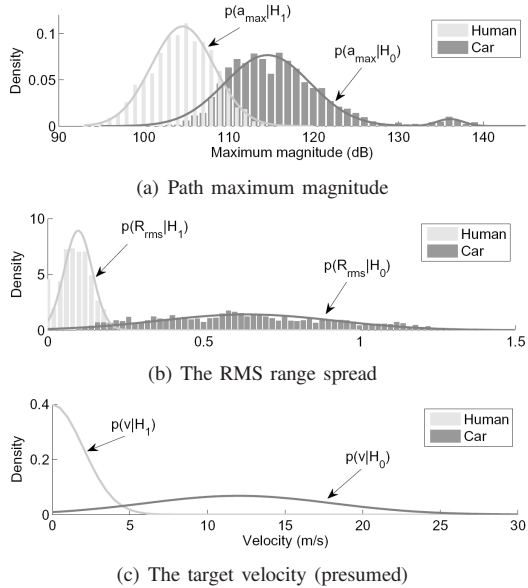 0.1
0.05
0
Density
p(a_max|H_1)
p(a_max|H_0)
Human
Car
90 100 110 120 130 140
Maximum magnitude (dB)
(a) Path maximum magnitude
10
5
0
Density
p(R_rms|H_1)
p(R_rms|H_0)
Human
Car
0 0.5 1 1.5
(b) The RMS range spread
0.4
0.2
0
Density
p(v|H_1)
p(v|H_0)
Human
Car
0 5 10 15 20 25 30
Velocity (m/s)
(c) The target velocity (presumed)